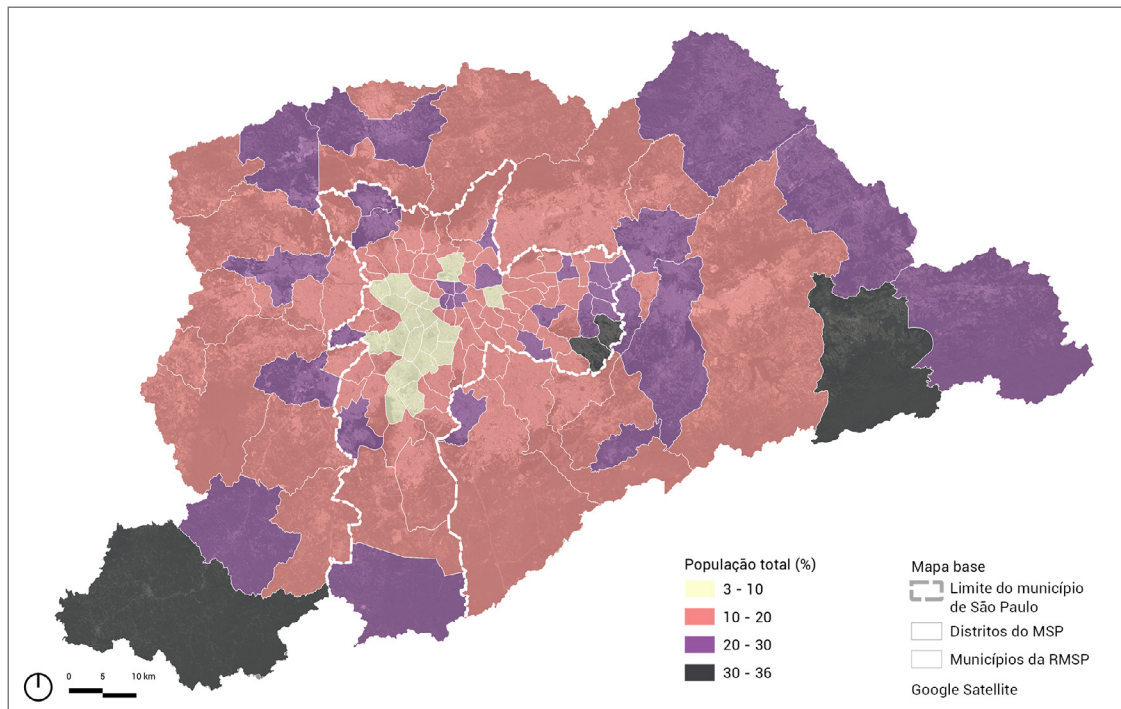 População total (%)
3 - 10
10 - 20
20 - 30
30 - 36
Mapa base
Limite do município
de São Paulo
Distritos do MSP
Municípios da RMSP
Google Satellite
0 5 10 km